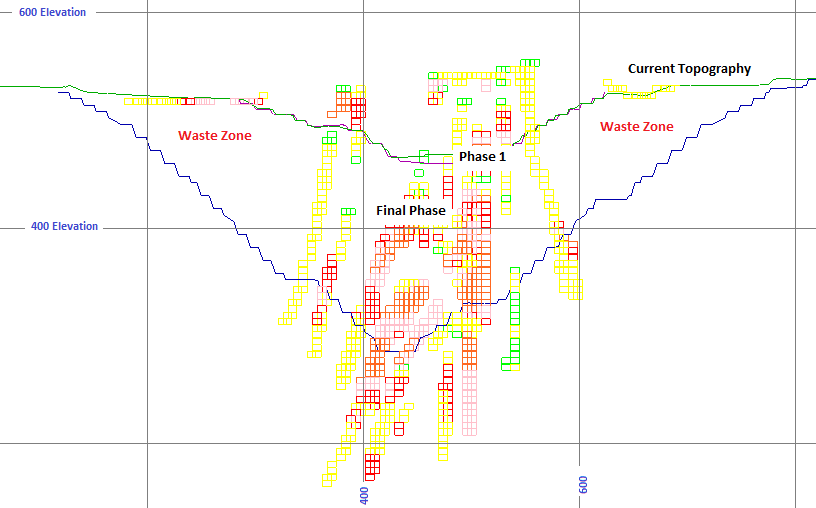 600 Elevation
Current Topography
Waste Zone
Waste Zone
Phase 1
Final Phase
400 Elevation
400
600